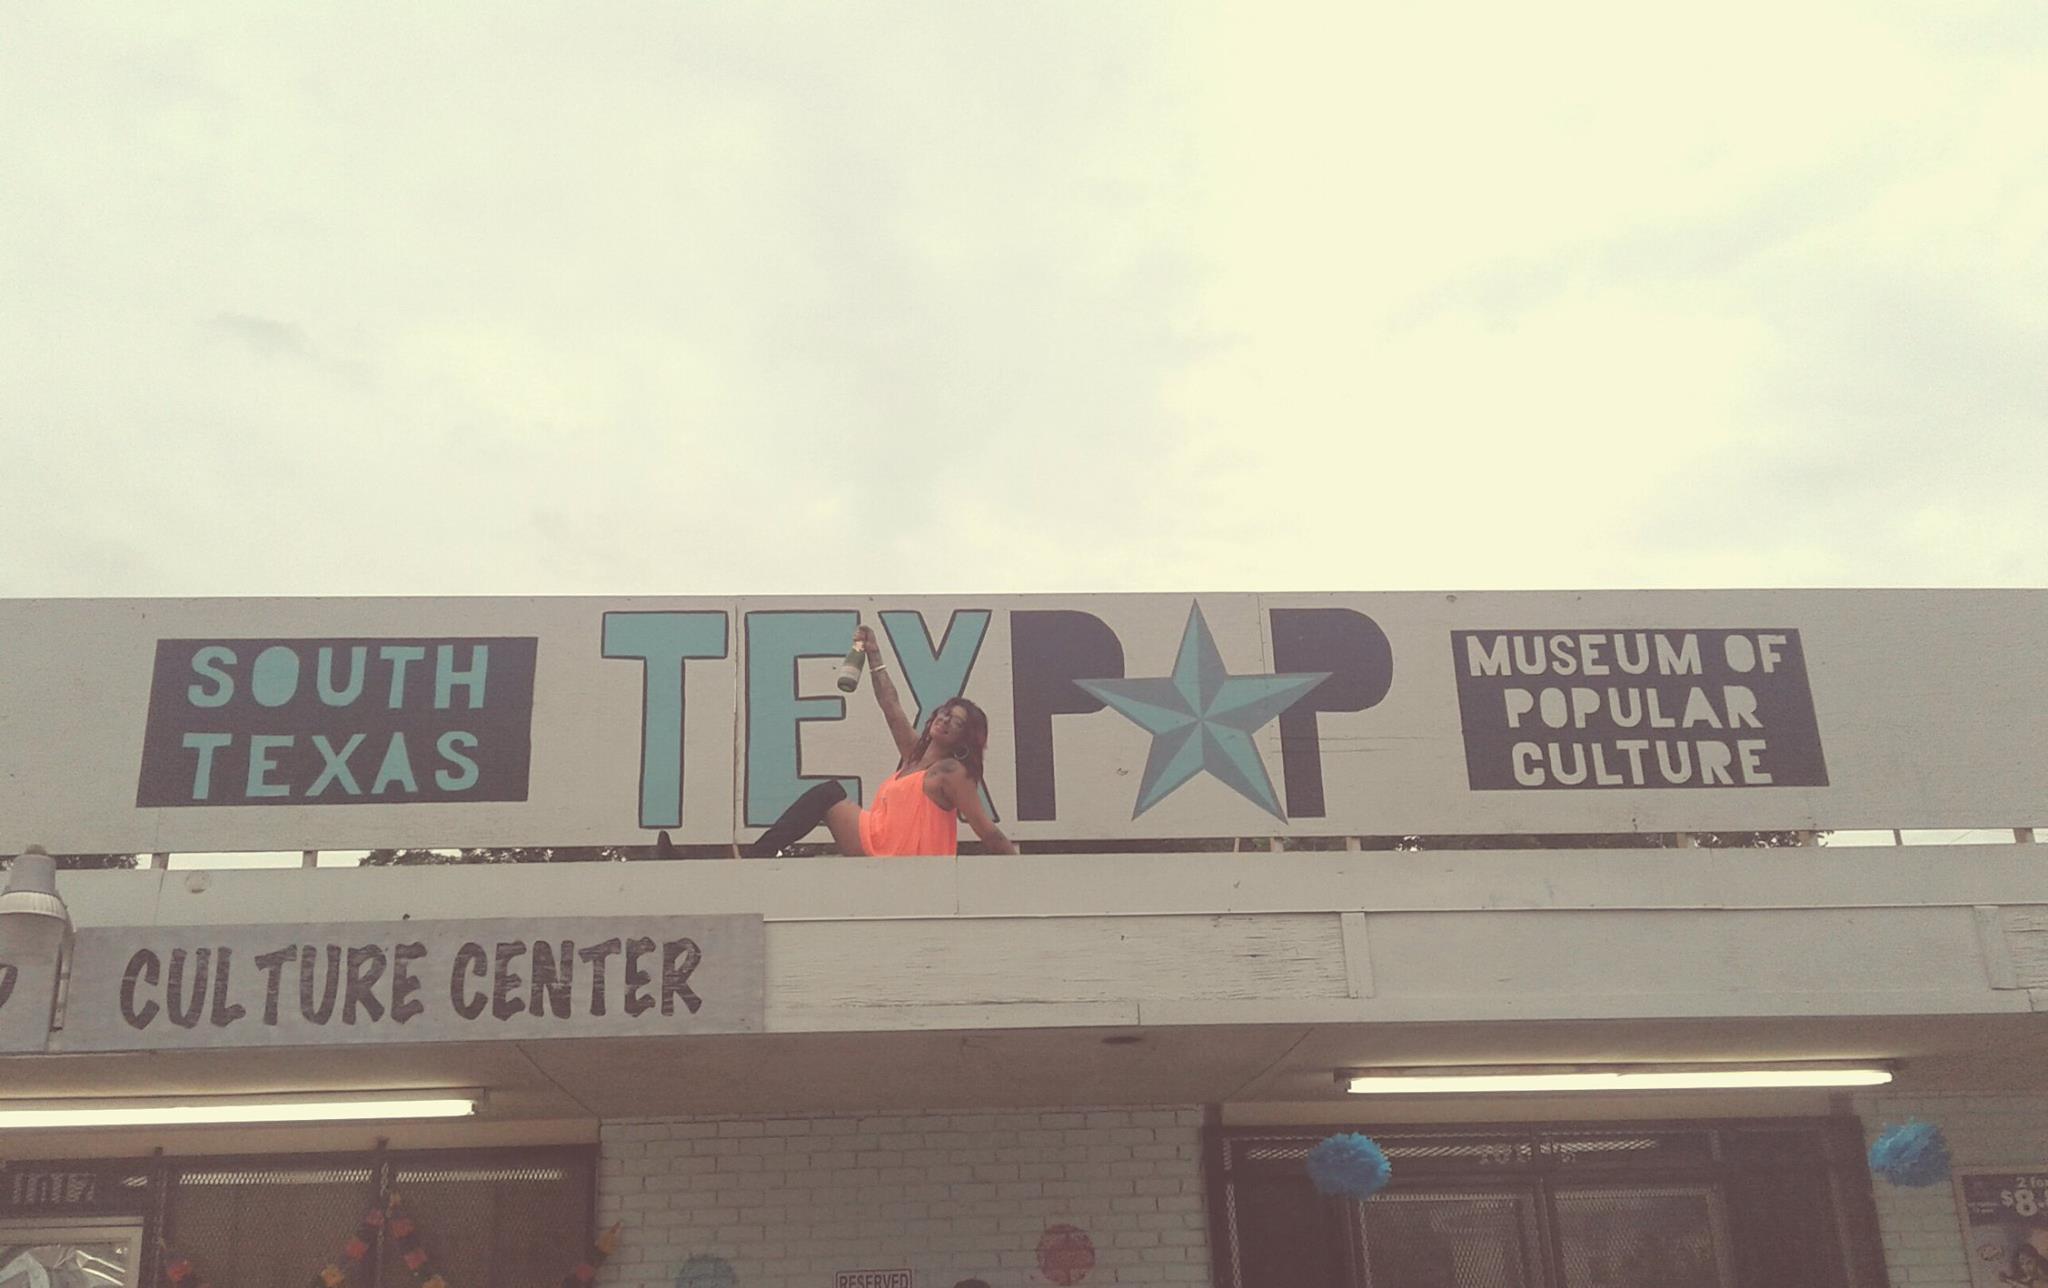 SOUTH
TEXAS
TEXPOP
MUSEUM OF
POPULAR
CULTURE
CULTURE CENTER
RESERVED